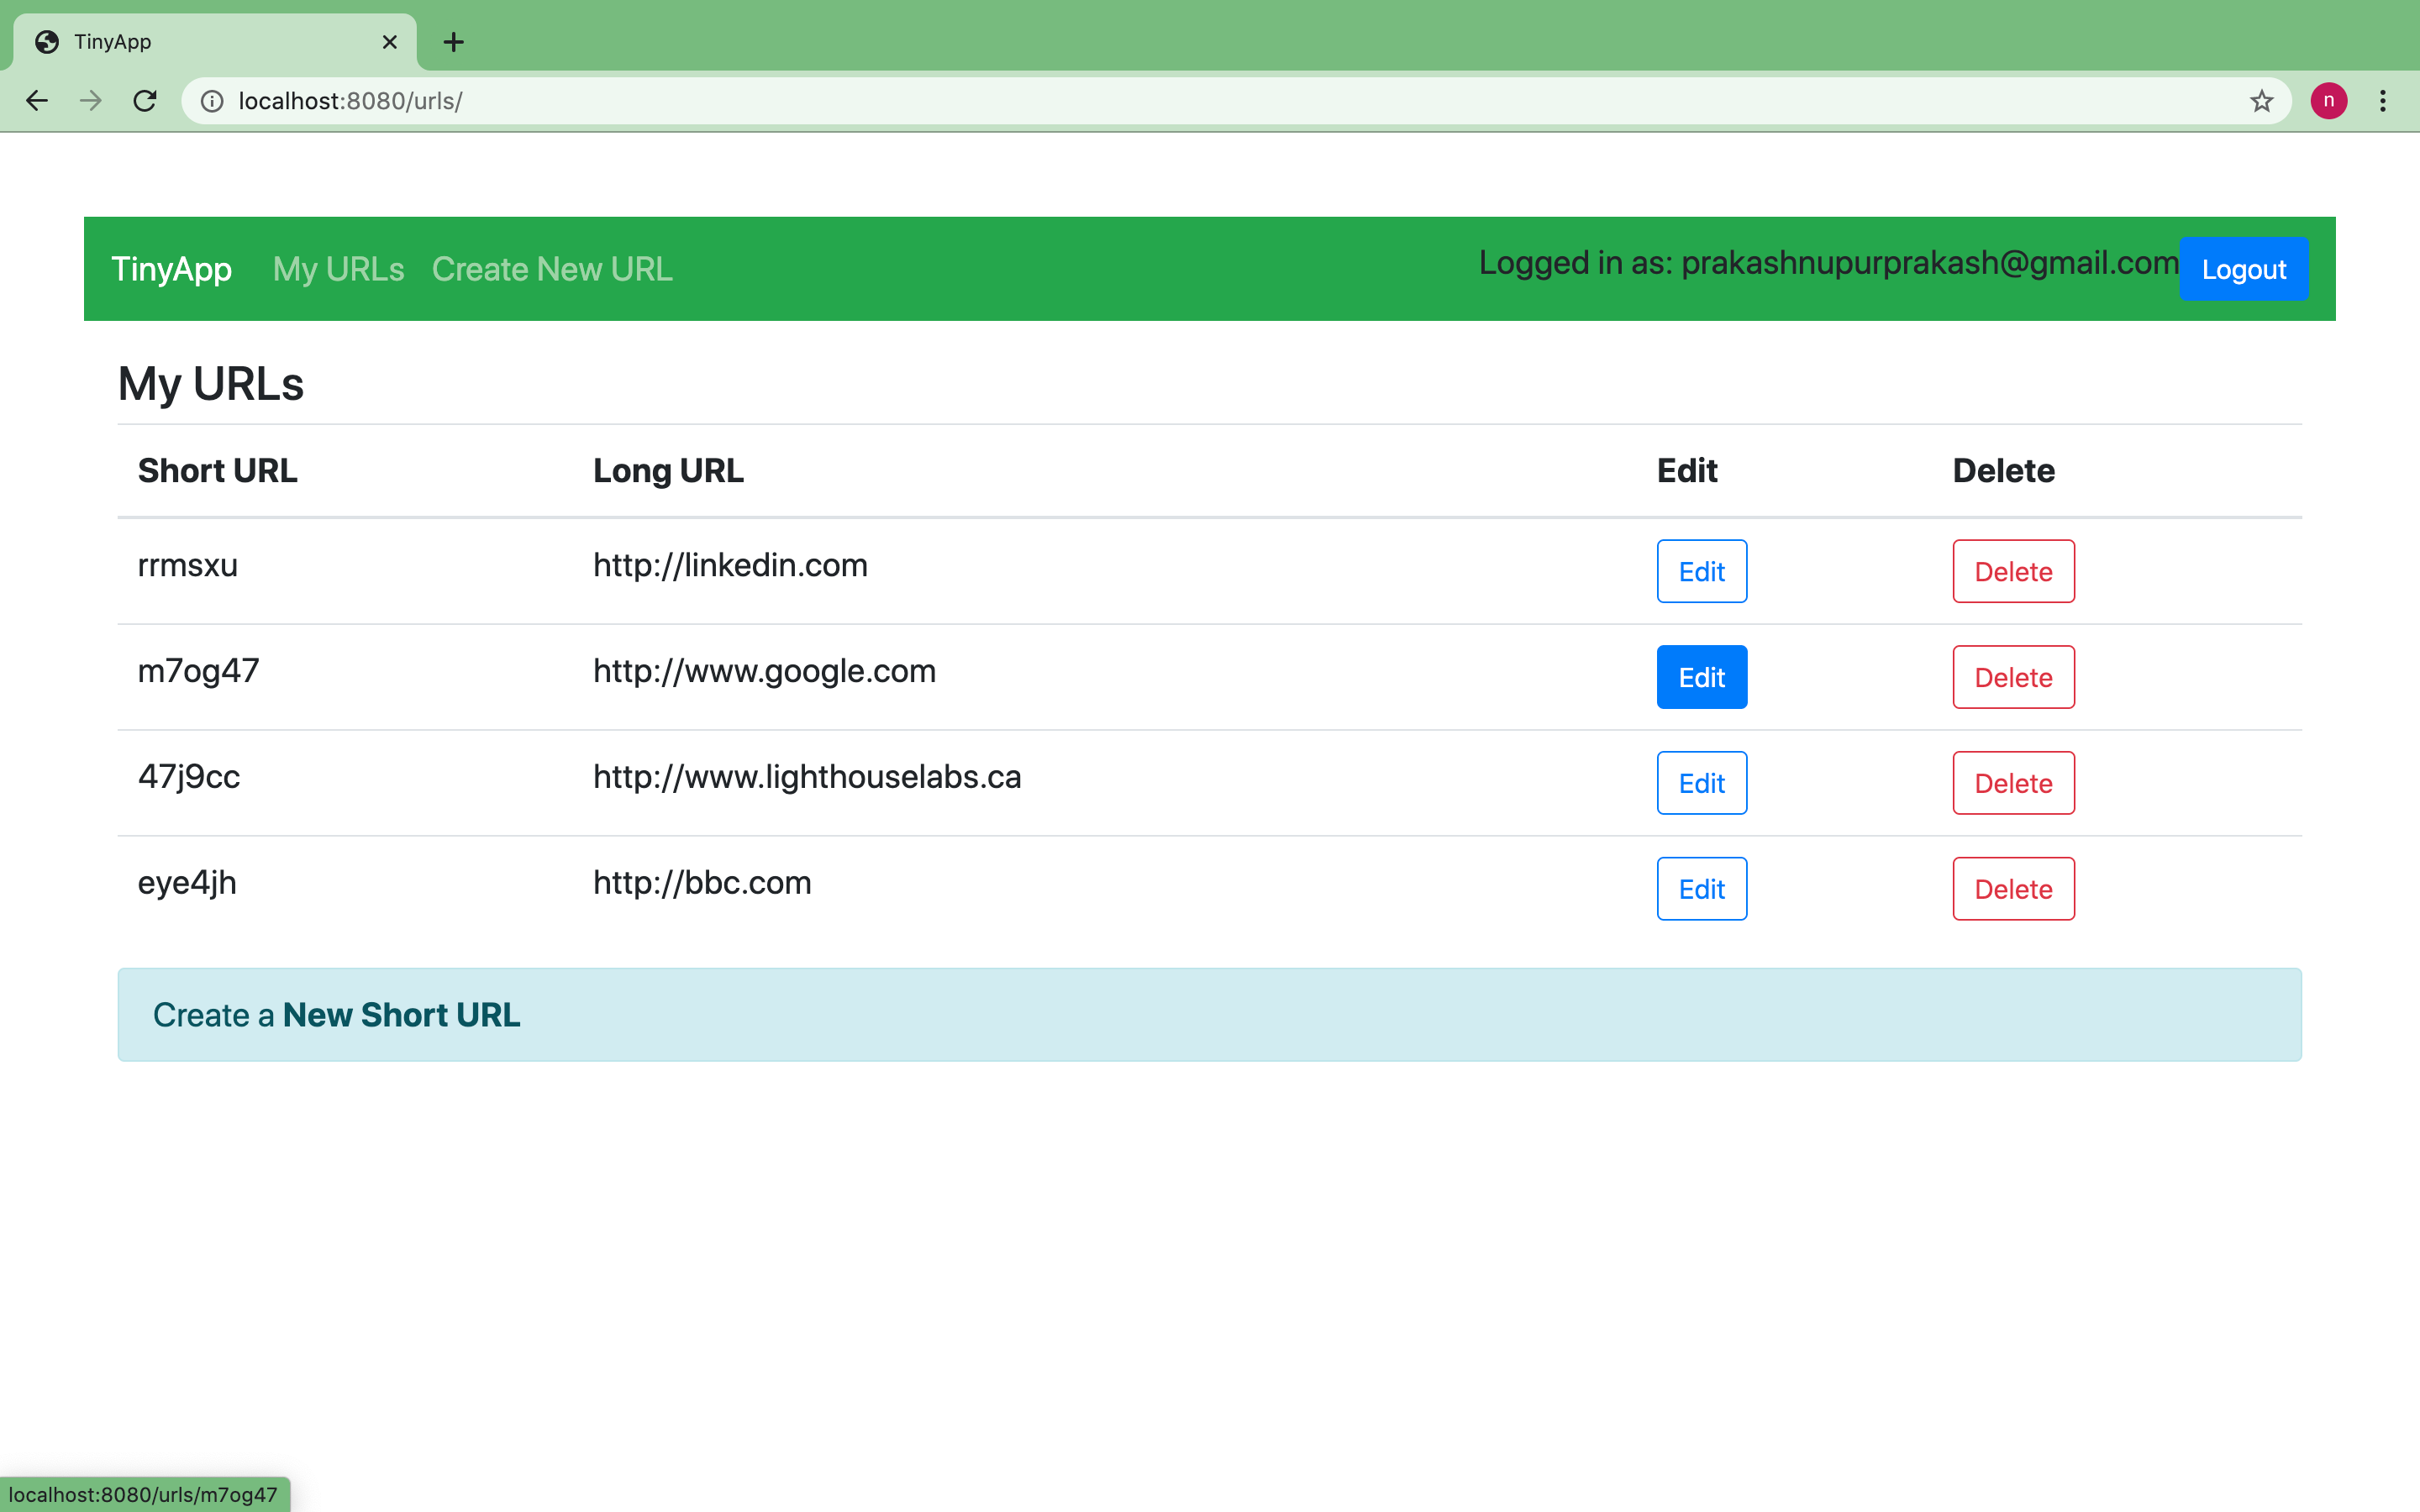 TinyApp
localhost:8080/urls/
n
TinyApp My URLs Create New URL Logged in as: prakashnupurprakash@gmail.com Logout
My URLs
Short URL Long URL Edit Delete
rrmsxu http://linkedin.com Edit Delete
m7og47 http://www.google.com Edit Delete
47j9cc http://www.lighthouselabs.ca Edit Delete
eye4jh http://bbc.com Edit Delete
Create a New Short URL
localhost:8080/urls/m7og47